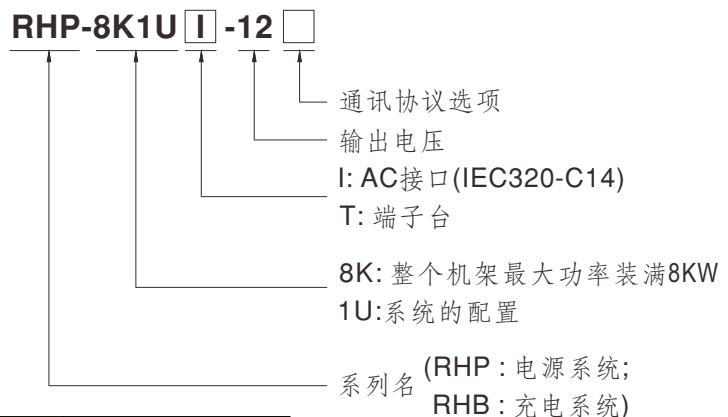 RHP-8K1U I -12 □
通讯协议选项
输出电压
I: AC接口(IEC320-C14)
T: 端子台
8K: 整个机架最大功率装满8KW
1U:系统的配置
系列名 (RHP : 电源系统;
RHB : 充电系统)